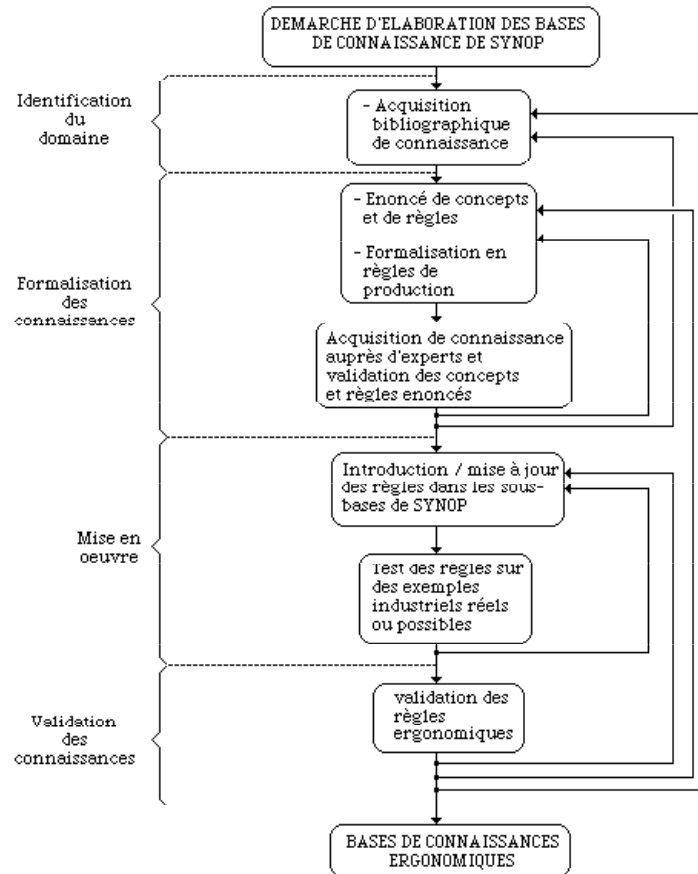 DEMARCHE D'ELABORATION DES BASES
DE CONNAISSANCE DE SYNOP
Identification
du
domaine
- Acquisition
bibliographique
de connaissance
Formalisation
des
connaissances
- Enoncé de concepts
et de règles
- Formalisation en
règles de
production
Acquisition de connaissance
auprès d'experts et
validation des concepts
et règles enoncés
Mise en
oeuvre
Introduction / mise à jour
des règles dans les sous-
bases de SYNOP
Test des règles sur
des exemples
industriels réels
ou possibles
Validation
des
connaissances
validation des
règles
ergonomiques
BASES DE CONNAISSANCES
ERGONOMIQUES